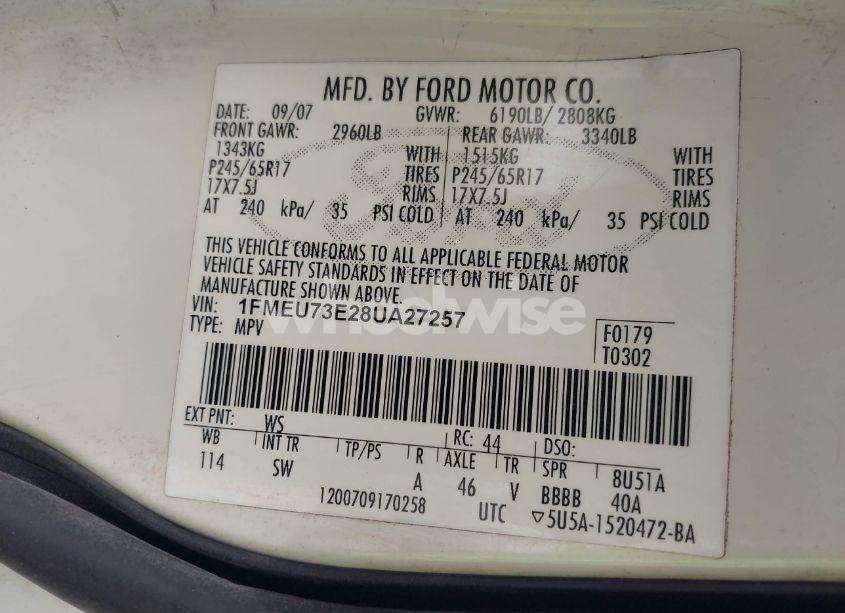 MFD. BY FORD MOTOR CO.
DATE: 09/07 GVWR: 6190LB/ 2808KG
FRONT GAWR: 2960LB REAR GAWR: 3340LB
1343KG WITH 1515KG WITH
P245/65R17 TIRES P245/65R17 TIRES
17X7.5J RIMS 17X7.5J RIMS
AT 240 kPa/ 35 PSI COLD AT 240 kPa/ 35 PSI COLD
THIS VEHICLE CONFORMS TO ALL APPLICABLE FEDERAL MOTOR
VEHICLE SAFETY STANDARDS IN EFFECT ON THE DATE OF
MANUFACTURE SHOWN ABOVE.
VIN: 1FMEU73E28UA27257
TYPE: MPV
F0179
T0302
wheelwise
EXT PNT: WS RC: 44 DSO:
WB INT TR TP/PS R AXLE TR SPR 8U51A
114 SW A 46 V BBBB 40A
1200709170258 UTC ▽5U5A-1520472-BA
Ford